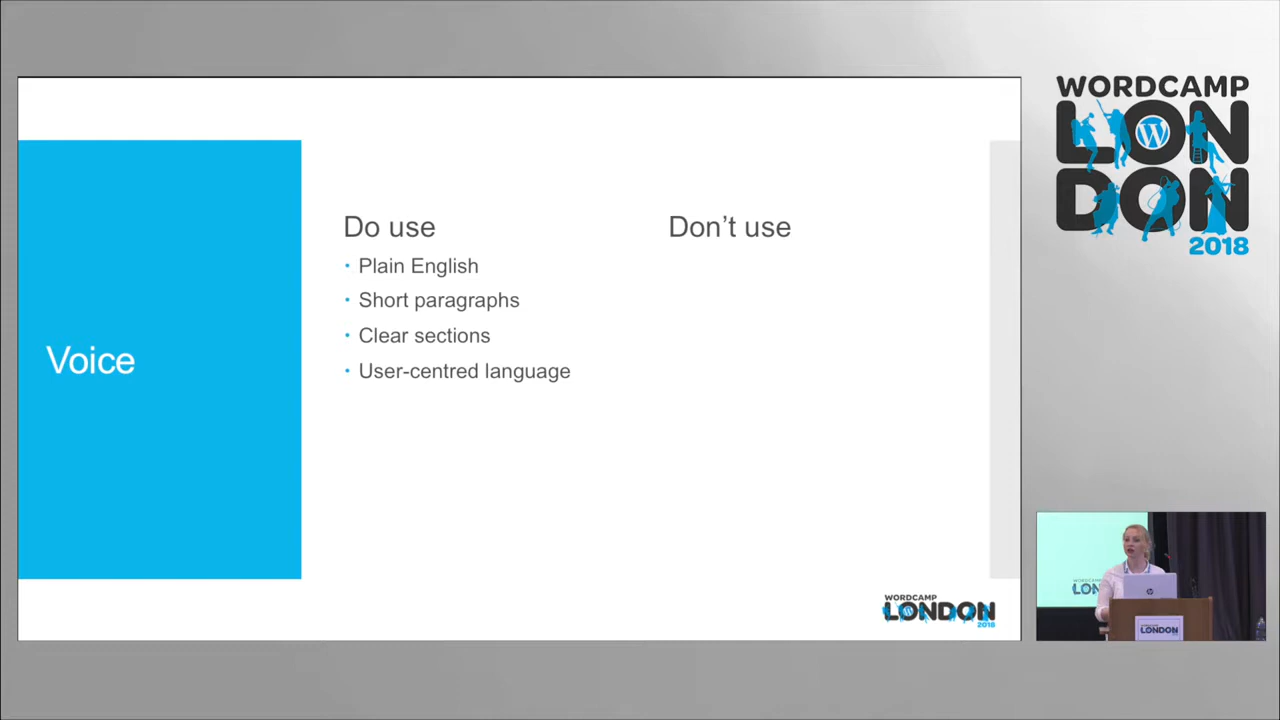 WORDCAMP
LONDON
2018
Do use
Don’t use
• Plain English
• Short paragraphs
• Clear sections
• User-centred language
Voice
WORDCAMP
LONDON
2018
LONDON